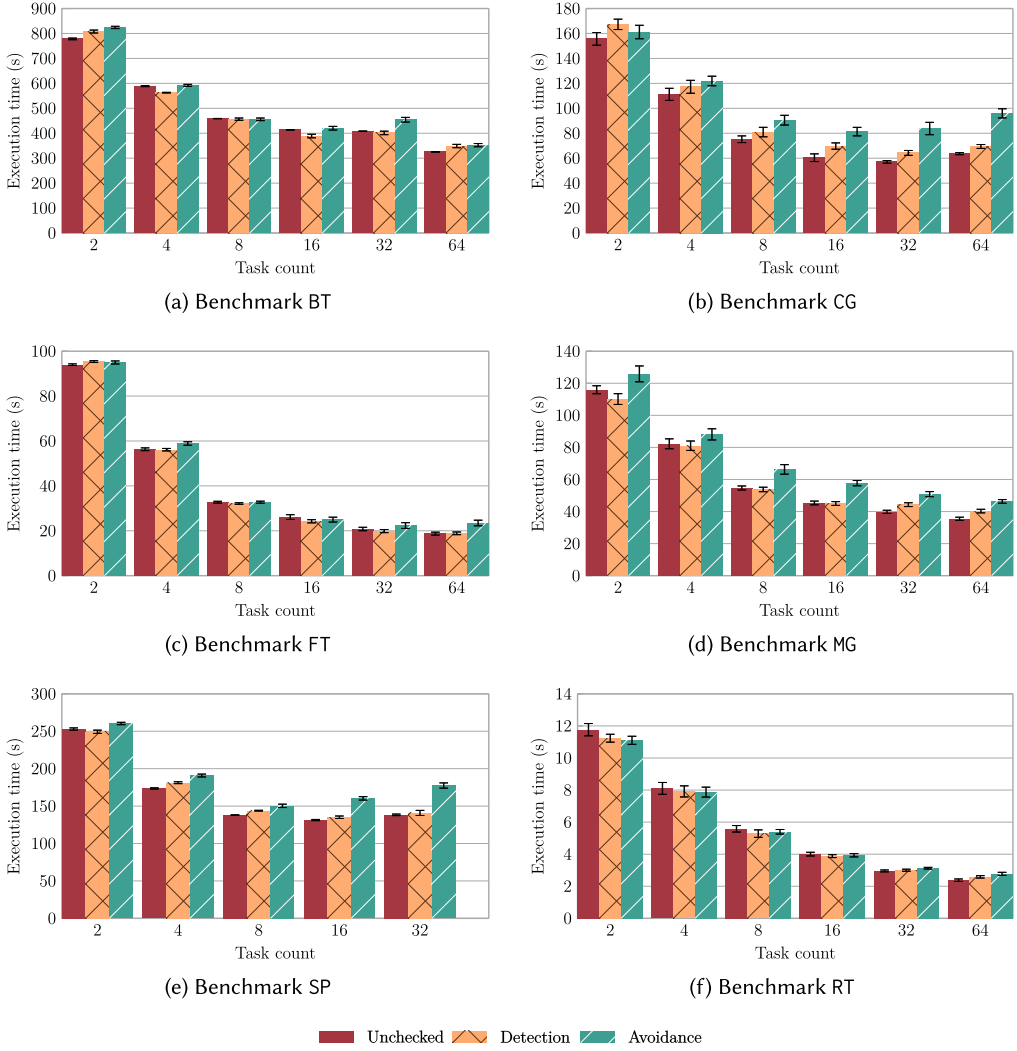 900
800
700
600
500
400
300
200
100
0
Execution time (s)
2 4 8 16 32 64
Task count
(a) Benchmark BT
180
160
140
120
100
80
60
40
20
0
Execution time (s)
2 4 8 16 32 64
Task count
(b) Benchmark CG
100
80
60
40
20
0
Execution time (s)
2 4 8 16 32 64
Task count
(c) Benchmark FT
140
120
100
80
60
40
20
0
Execution time (s)
2 4 8 16 32 64
Task count
(d) Benchmark MG
300
250
200
150
100
50
0
Execution time (s)
2 4 8 16 32
Task count
(e) Benchmark SP
14
12
10
8
6
4
2
0
Execution time (s)
2 4 8 16 32 64
Task count
(f) Benchmark RT
Unchecked Detection Avoidance